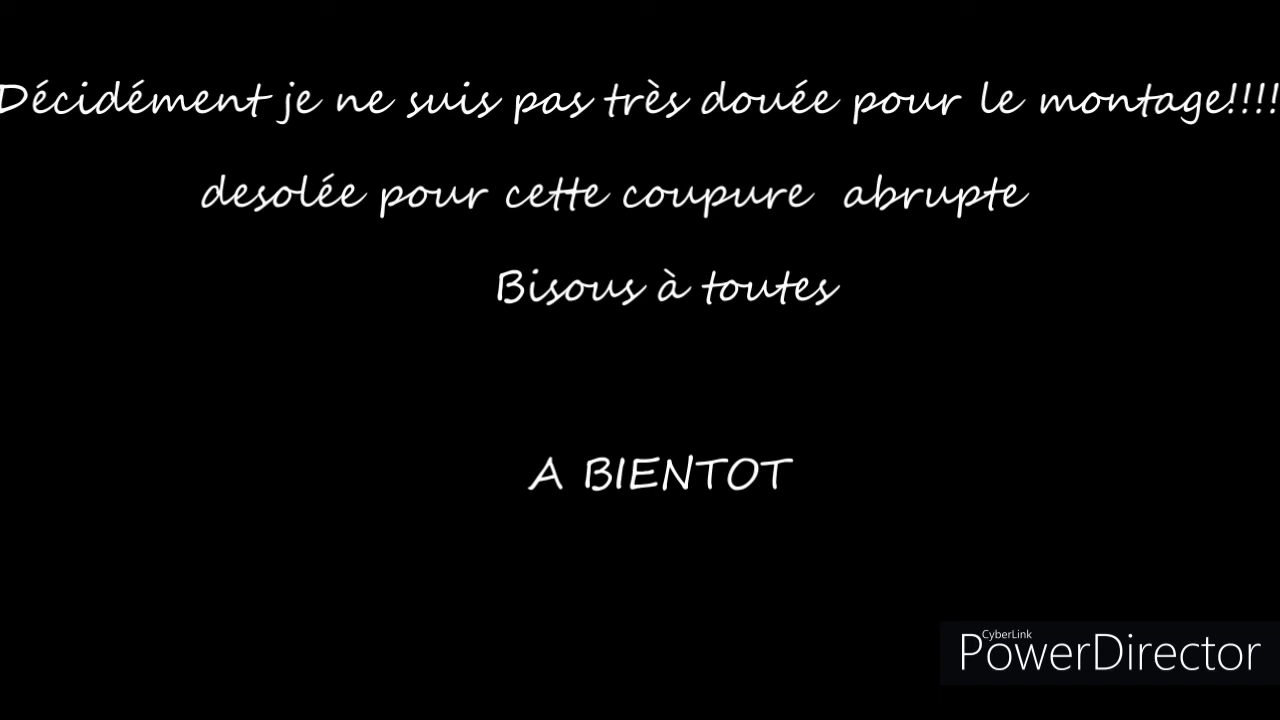 Décidément je ne suis pas très douée pour le montage!!!!
desolée pour cette coupure abrupte
Bisous à toutes
A BIENTOT
CyberLink
PowerDirector